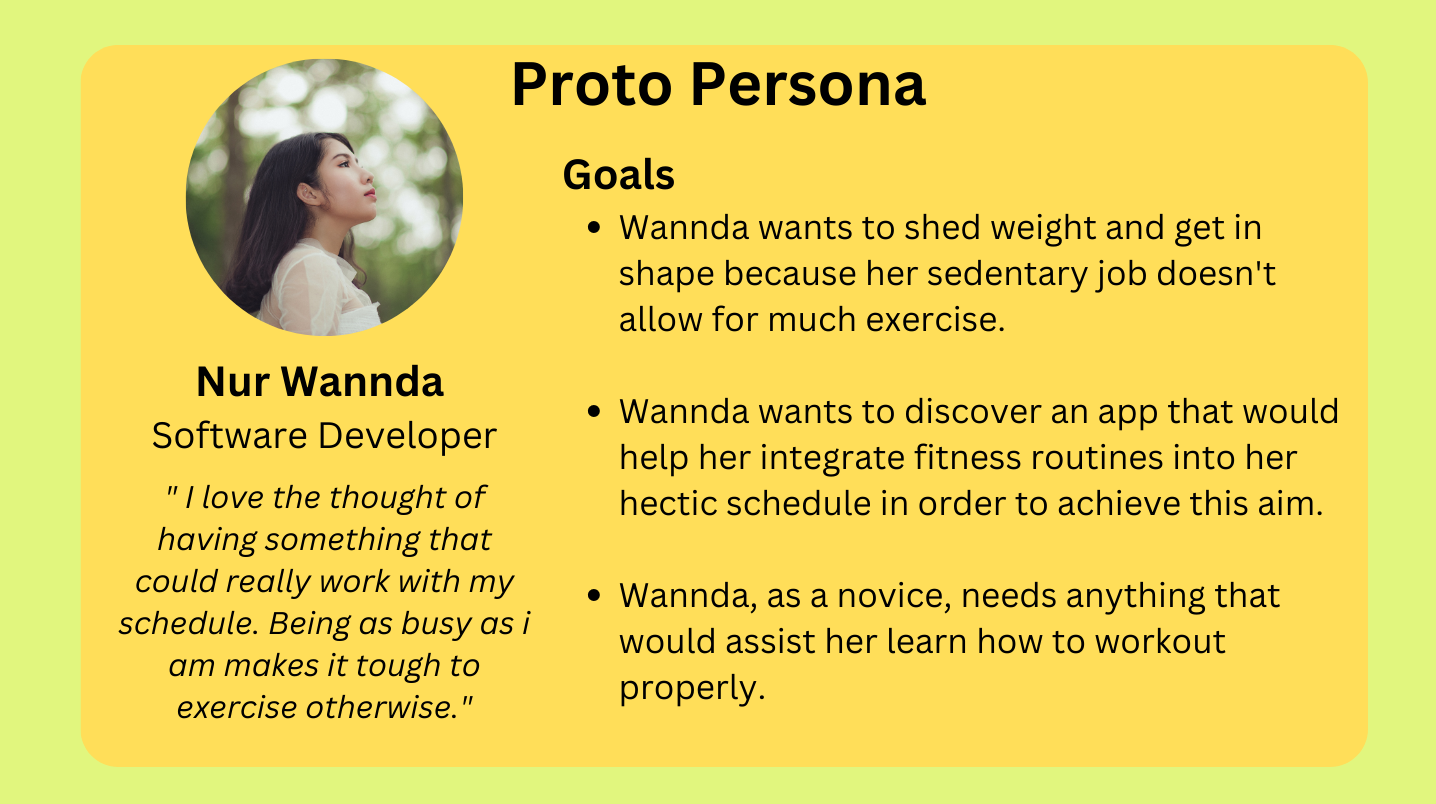 Proto Persona
Nur Wannda
Software Developer
" I love the thought of
having something that
could really work with my
schedule. Being as busy as i
am makes it tough to
exercise otherwise."
Goals
• Wannda wants to shed weight and get in
shape because her sedentary job doesn't
allow for much exercise.
• Wannda wants to discover an app that would
help her integrate fitness routines into her
hectic schedule in order to achieve this aim.
• Wannda, as a novice, needs anything that
would assist her learn how to workout
properly.